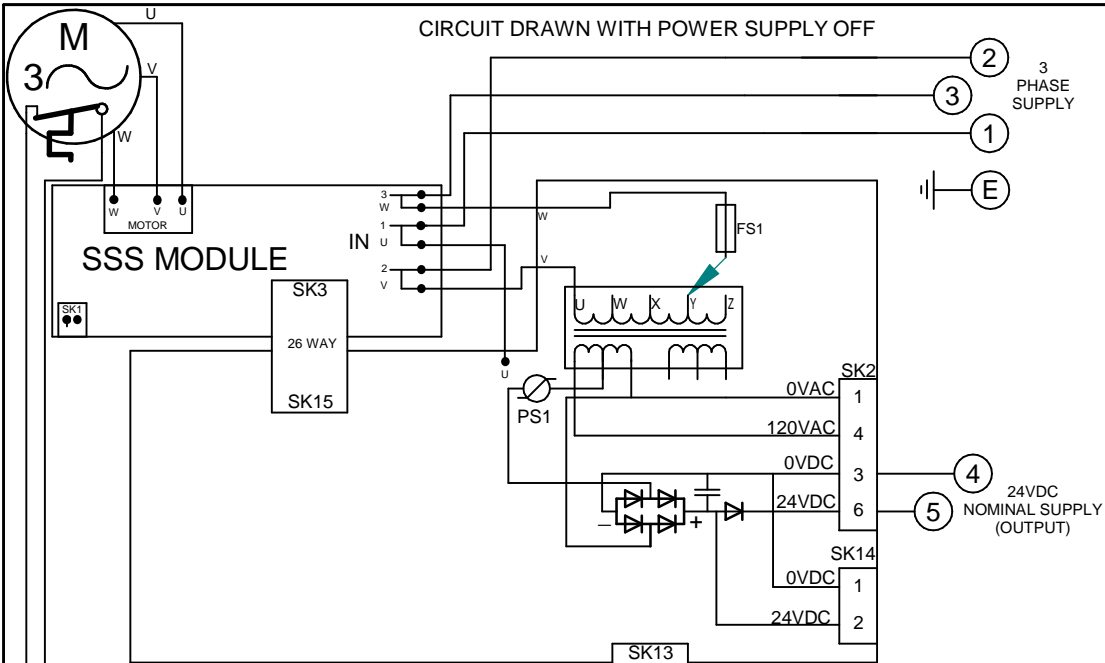 U
CIRCUIT DRAWN WITH POWER SUPPLY OFF
M
3
V
W
2
3
1
E
3
PHASE
SUPPLY
W
V
U
MOTOR
3
W
1
U
2
V
IN
SSS MODULE
W
V
FS1
SK1
SK3
26 WAY
SK15
U
W
X
Y
Z
U
PS1
SK2
0VAC
1
120VAC
4
0VDC
3
24VDC
6
4
5
24VDC
NOMINAL SUPPLY
(OUTPUT)
–
+
SK14
0VDC
1
24VDC
2
SK13